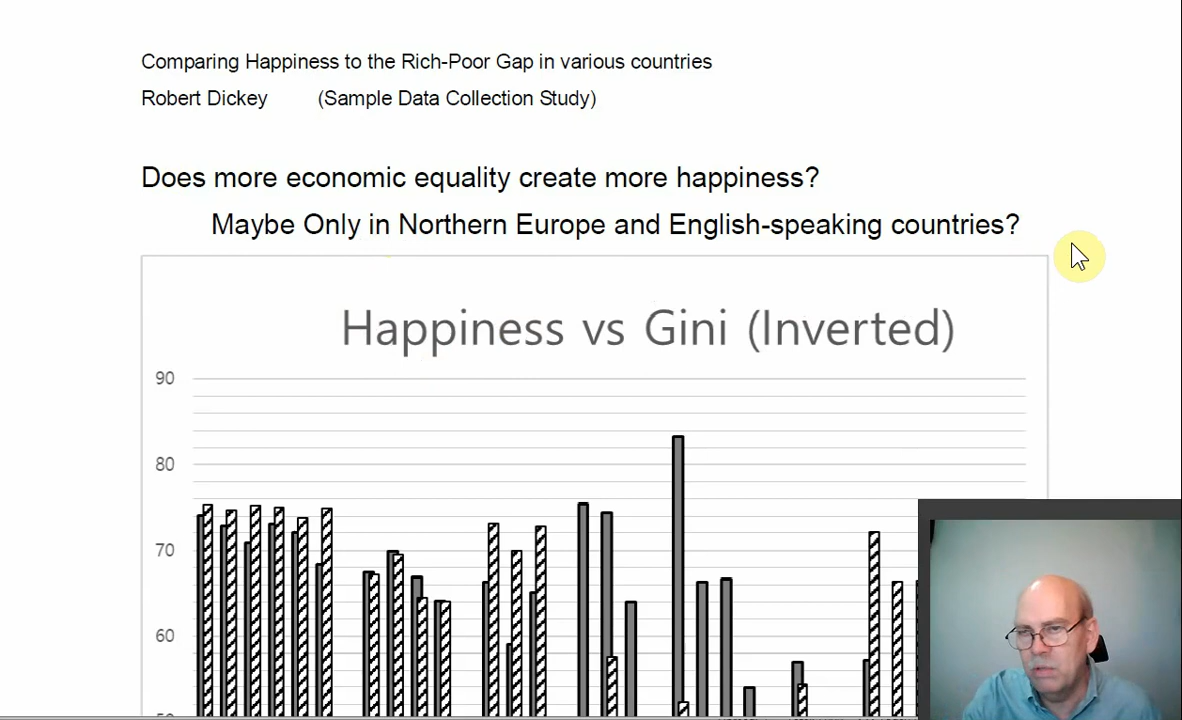 Comparing Happiness to the Rich-Poor Gap in various countries
Robert Dickey (Sample Data Collection Study)
Does more economic equality create more happiness?
Maybe Only in Northern Europe and English-speaking countries?
Happiness vs Gini (Inverted)
90
80
70
60